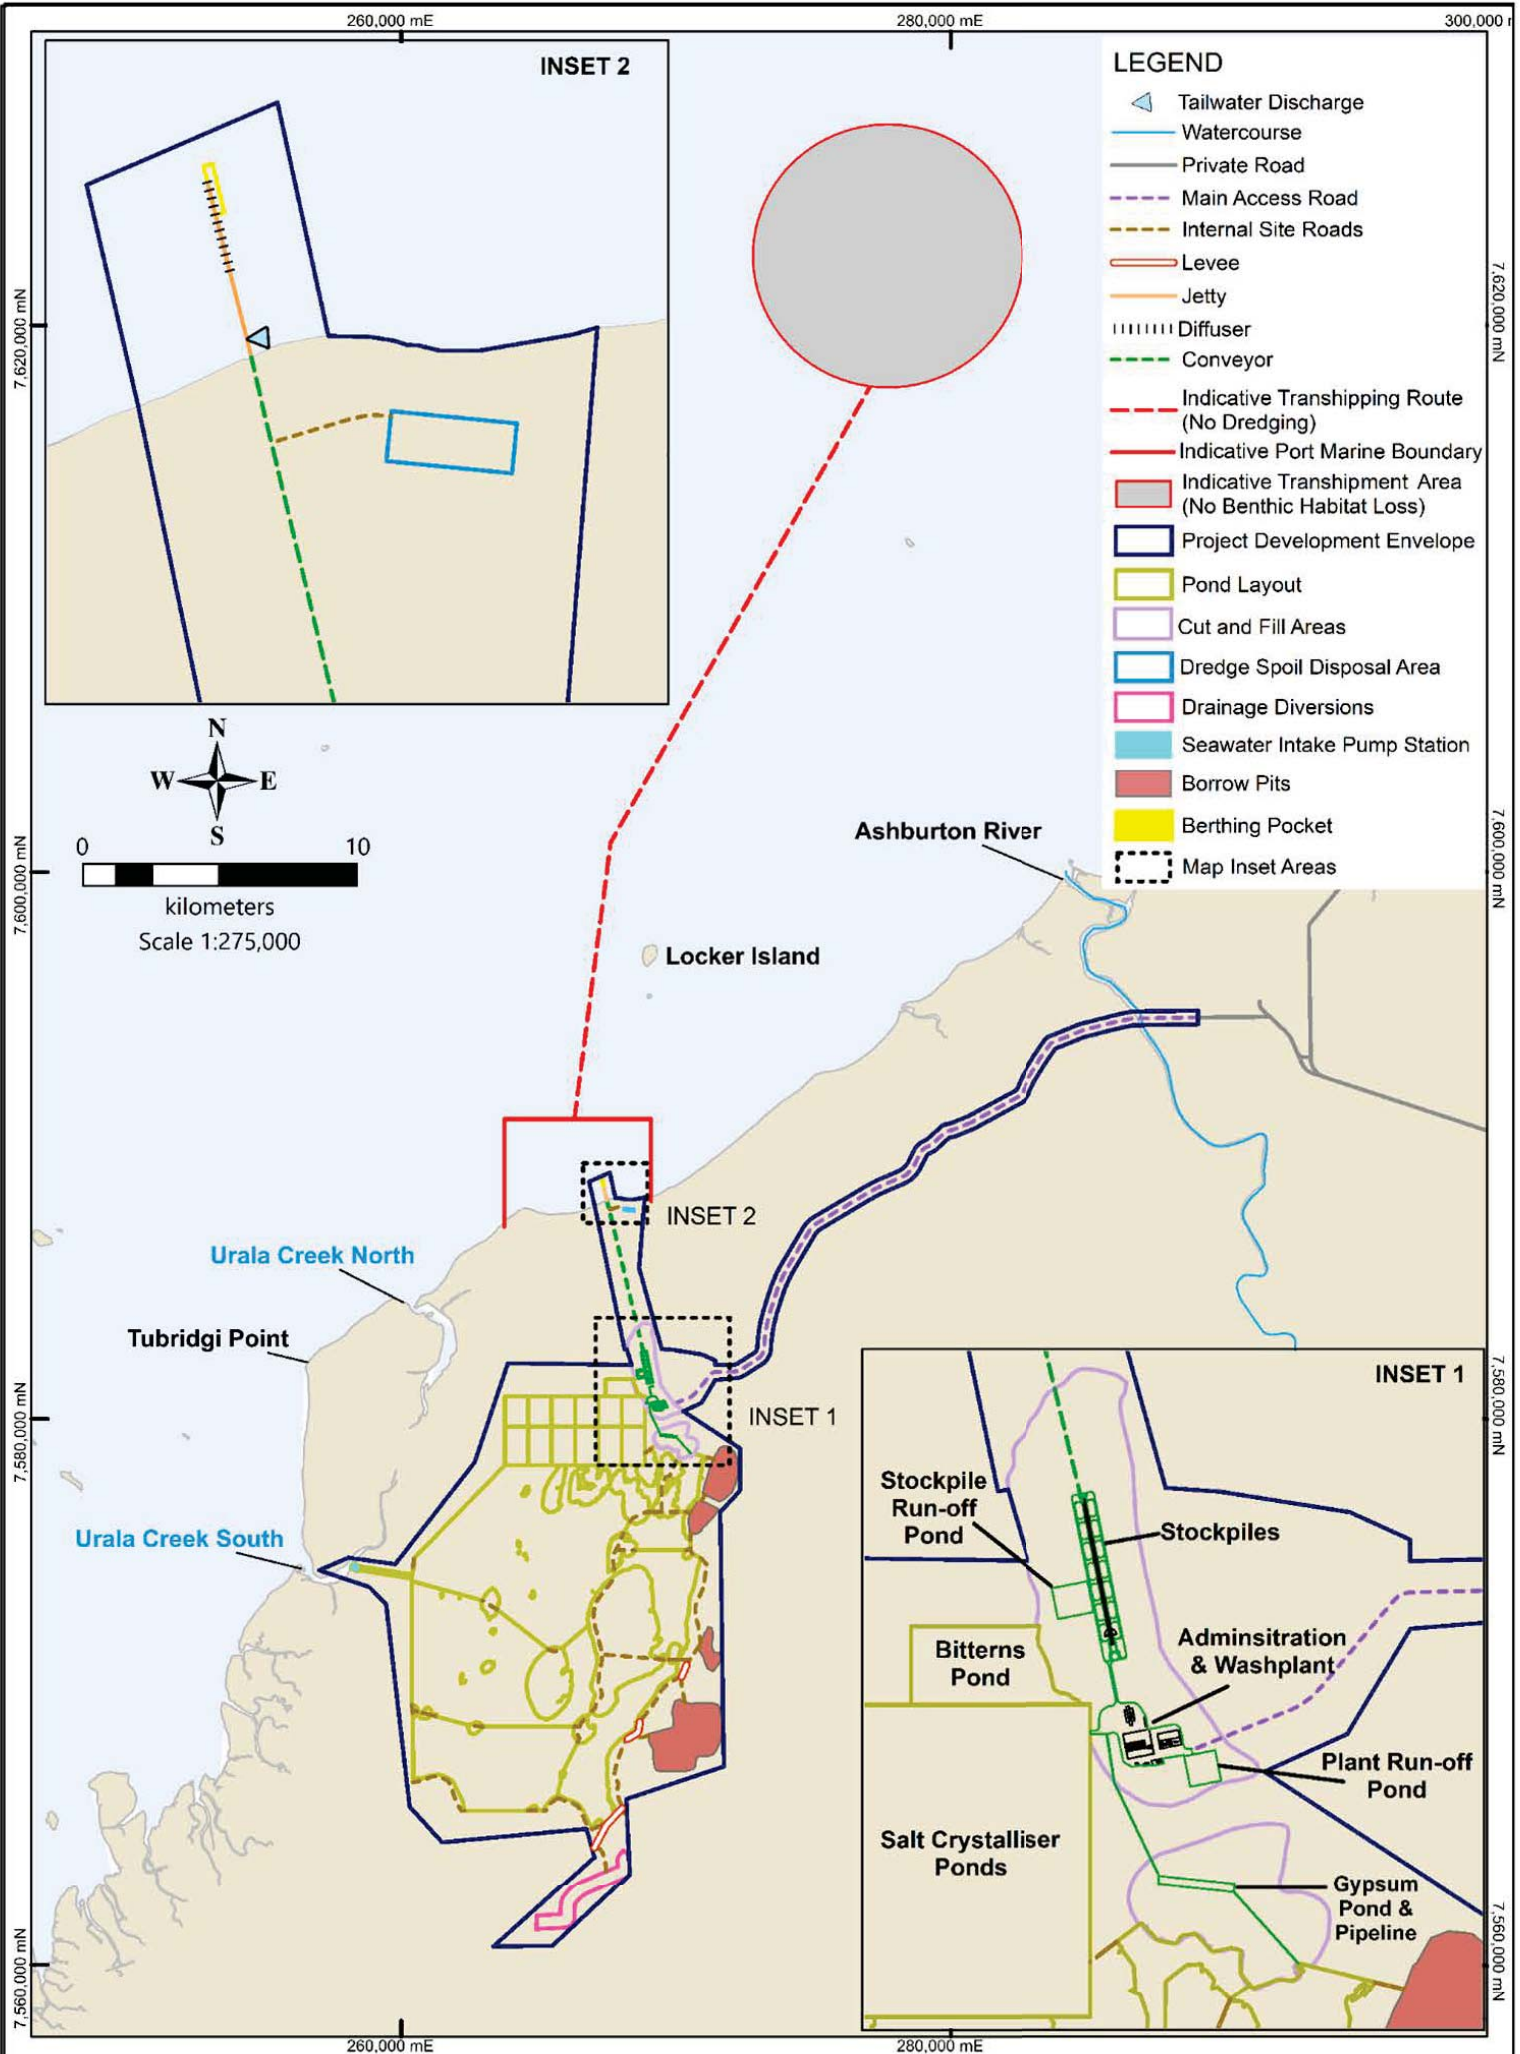 260,000 mE
280,000 mE
300,000
INSET 2
LEGEND
Tailwater Discharge
Watercourse
Private Road
Main Access Road
Internal Site Roads
Levee
Jetty
Diffuser
Conveyor
Indicative Transhipping Route
(No Dredging)
Indicative Port Marine Boundary
Indicative Transhipment Area
(No Benthic Habitat Loss)
Project Development Envelope
Pond Layout
Cut and Fill Areas
Dredge Spoil Disposal Area
Drainage Diversions
Seawater Intake Pump Station
Borrow Pits
Berthing Pocket
Map Inset Areas
7,620,000 mN
7,620,000 mN
N
W E
S
0 10
kilometers
Scale 1:275,000
7,600,000 mN
7,600,000 mN
Ashburton River
Locker Island
INSET 2
Urala Creek North
Tubridgi Point
INSET 1
Urala Creek South
7,580,000 mN
7,580,000 mN
INSET 1
Stockpile
Run-off
Pond
Stockpiles
Bitterns
Pond
Adminsitration
& Washplant
Plant Run-off
Pond
Salt Crystalliser
Ponds
Gypsum
Pond &
Pipeline
7,560,000 mN
7,560,000 mN
260,000 mE
280,000 mE